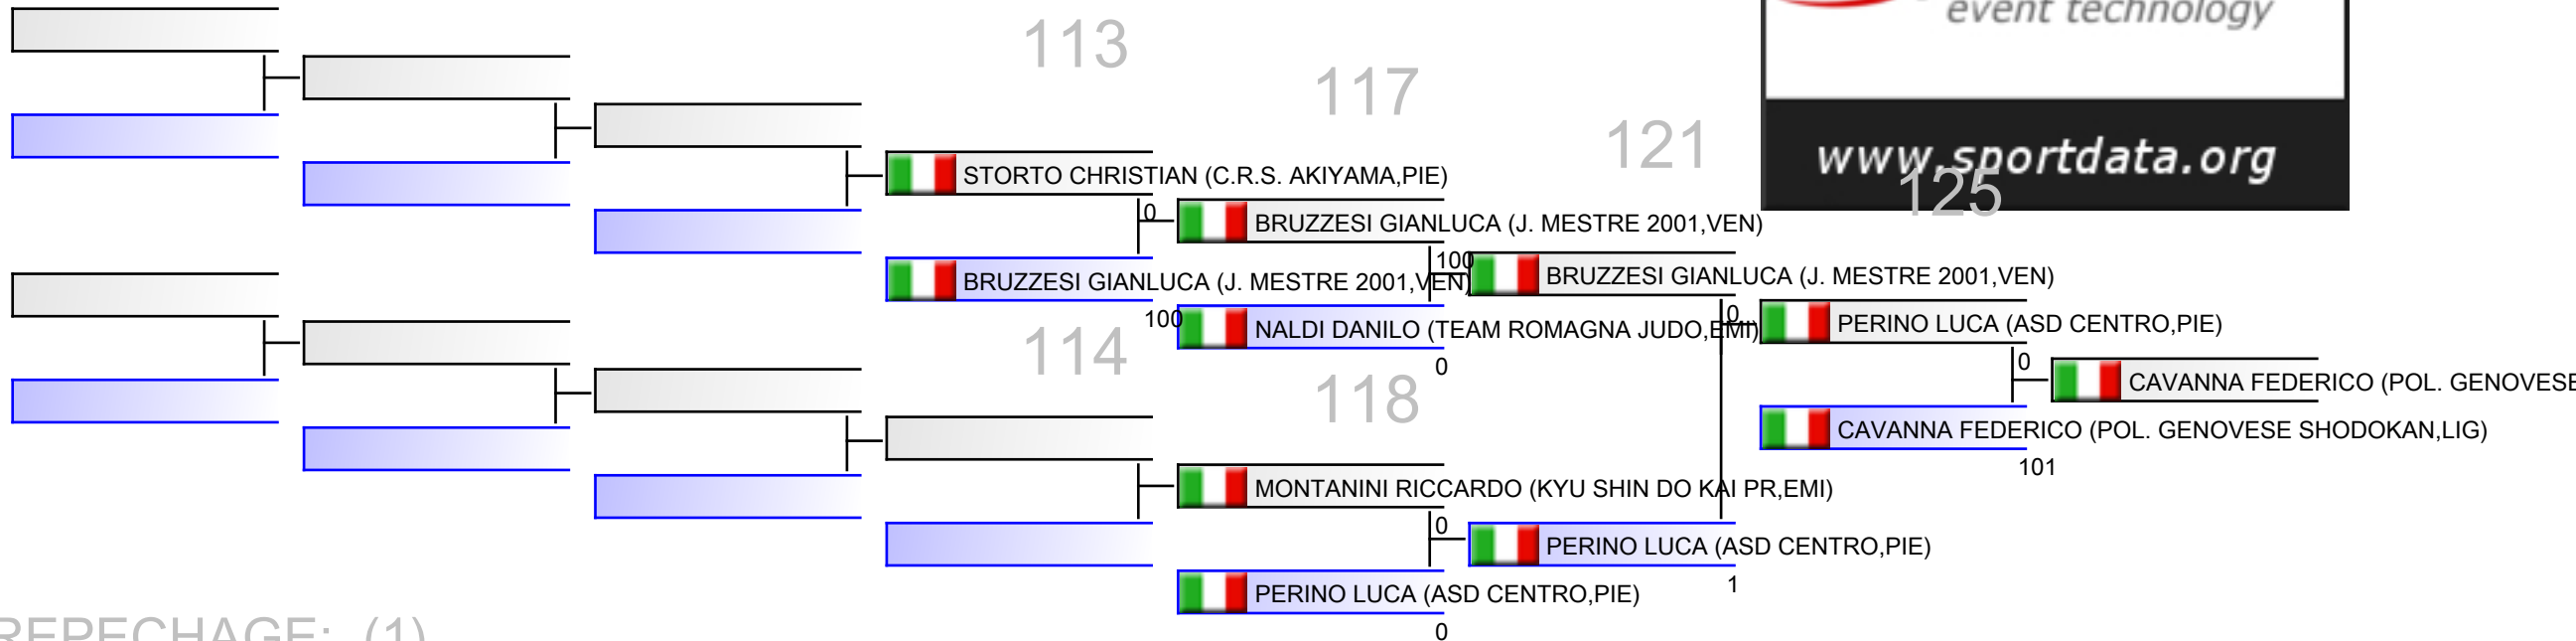 event technology
113
117
121
www.sportdata.org
125
STORTO CHRISTIAN (C.R.S. AKIYAMA,PIE)
0
BRUZZESI GIANLUCA (J. MESTRE 2001,VEN)
100
BRUZZESI GIANLUCA (J. MESTRE 2001,VEN)
BRUZZESI GIANLUCA (J. MESTRE 2001,VEN)
100
NALDI DANILO (TEAM ROMAGNA JUDO,EMI)
0
0
PERINO LUCA (ASD CENTRO,PIE)
0
CAVANNA FEDERICO (POL. GENOVESE
CAVANNA FEDERICO (POL. GENOVESE SHODOKAN,LIG)
101
114
118
MONTANINI RICCARDO (KYU SHIN DO KAI PR,EMI)
0
PERINO LUCA (ASD CENTRO,PIE)
1
PERINO LUCA (ASD CENTRO,PIE)
0
REPECHAGE: (1)